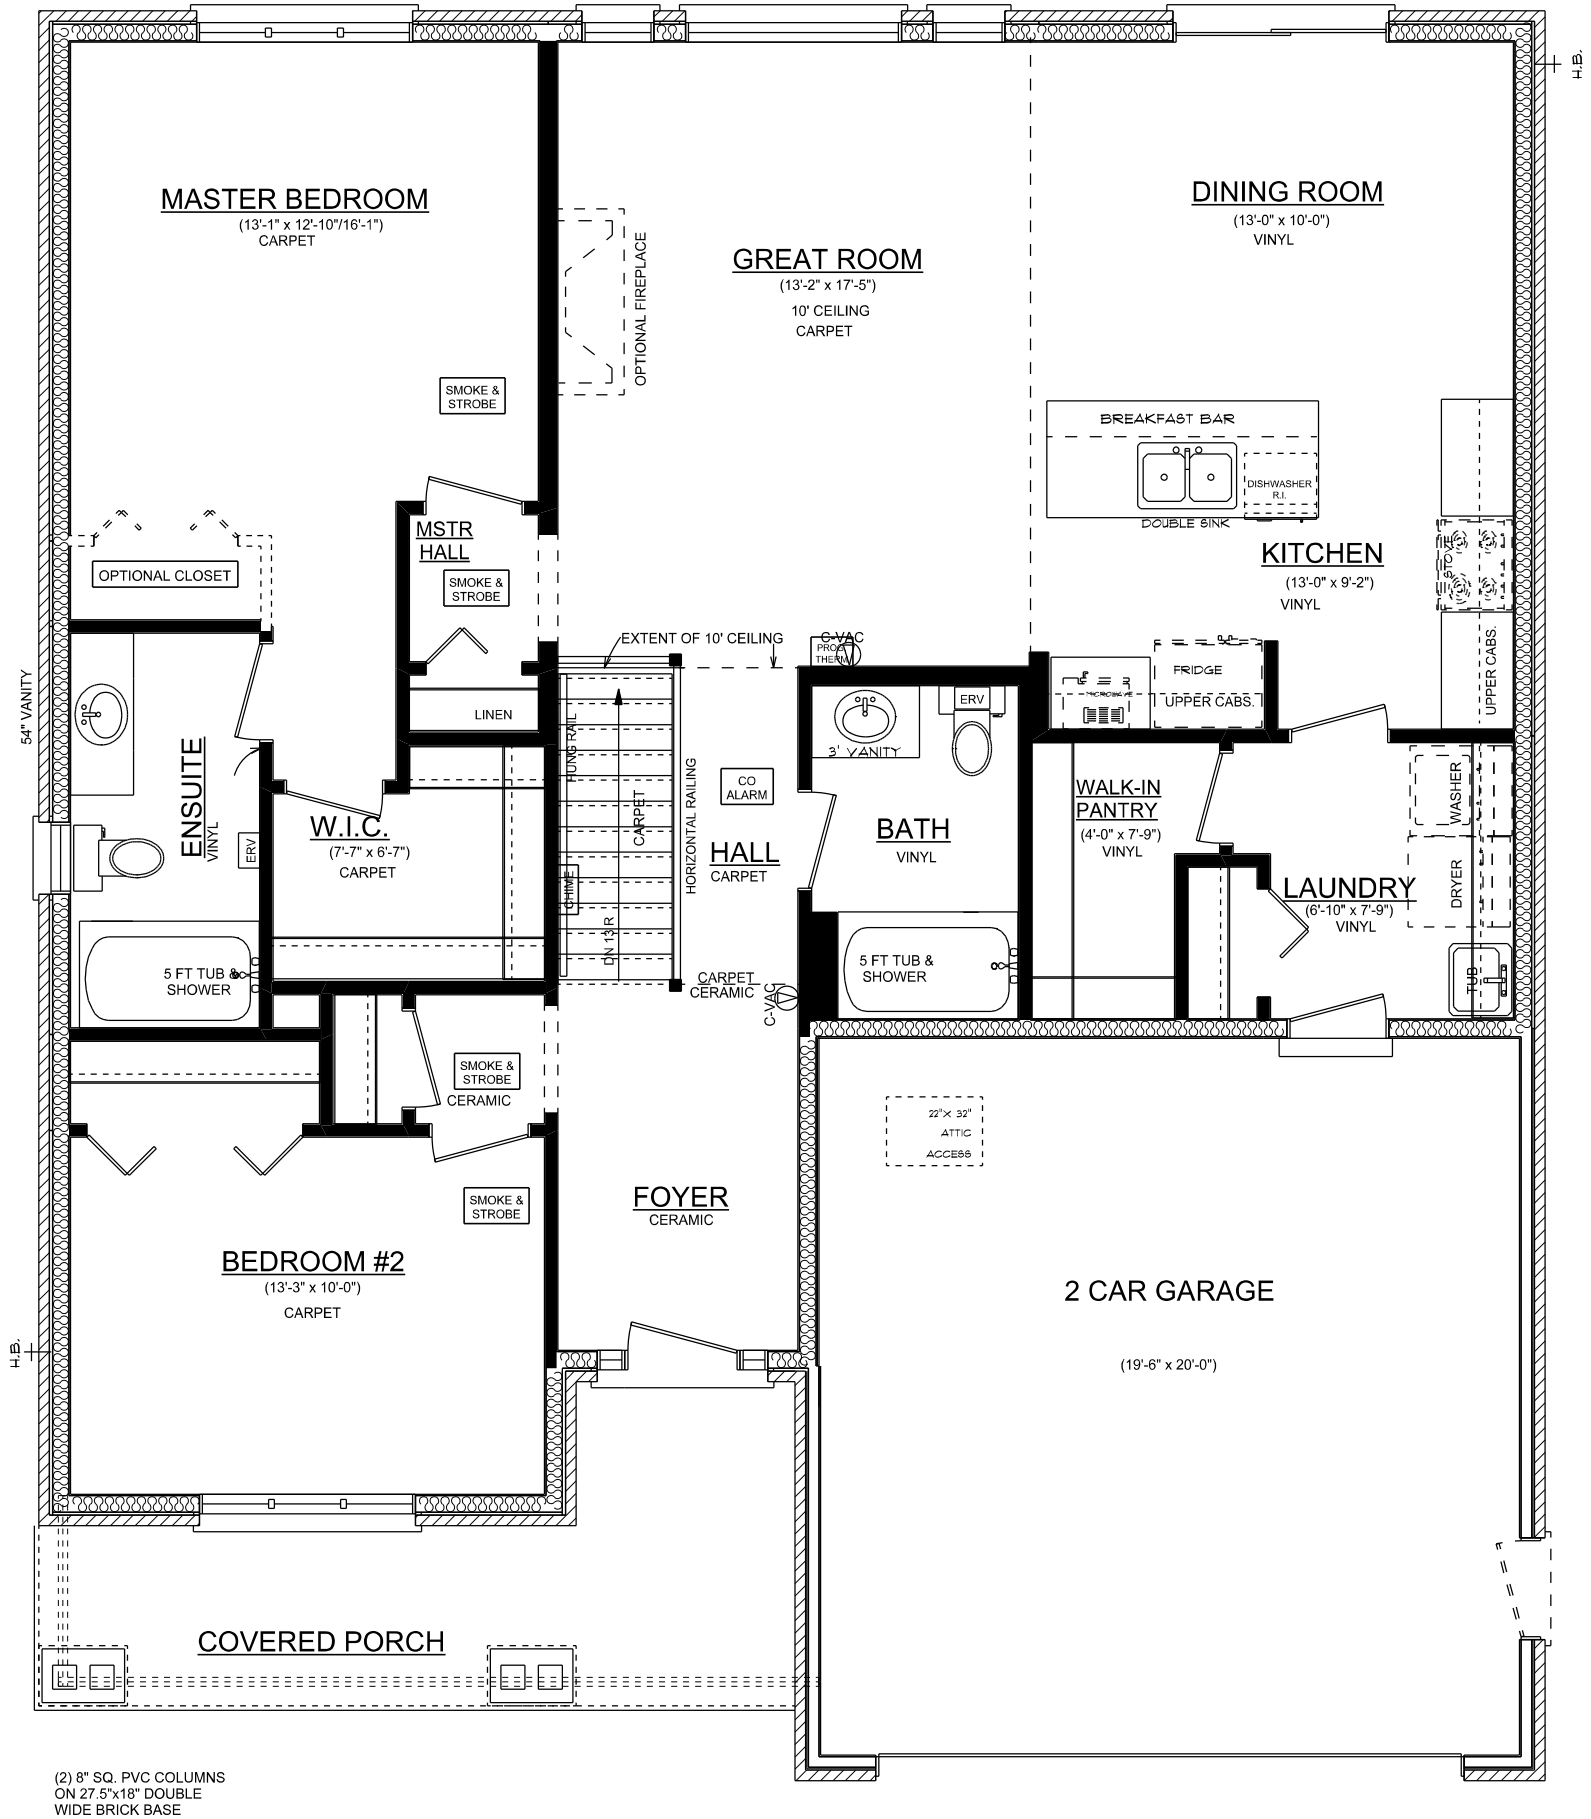 H.B.
MASTER BEDROOM
(13'-1" x 12'-10"/16'-1")
CARPET
DINING ROOM
(13'-0" x 10'-0")
VINYL
GREAT ROOM
(13'-2" x 17'-5")
10' CEILING
CARPET
OPTIONAL FIREPLACE
SMOKE &
STROBE
BREAKFAST BAR
DISHWASHER
R.I.
DOUBLE SINK
MSTR
HALL
SMOKE &
STROBE
KITCHEN
(13'-0" x 9'-2")
VINYL
STOVE
OPTIONAL CLOSET
EXTENT OF 10' CEILING
C-VAC
PROG
THERM
UPPER CABS.
FRIDGE
UPPER CABS.
MICROWAVE
54" VANITY
LINEN
ERV
3' VANITY
HUNG RAIL
CARPET
HORIZONTAL RAILING
CO
ALARM
ENSUITE
VINYL
ERV
W.I.C.
(7'-7" x 6'-7")
CARPET
CHIME
DN 13 R
HALL
CARPET
BATH
VINYL
WALK-IN
PANTRY
(4'-0" x 7'-9")
VINYL
WASHER
DRYER
LAUNDRY
(6'-10" x 7'-9")
VINYL
TUB
5 FT TUB &
SHOWER
5 FT TUB &
SHOWER
CARPET
CERAMIC
C-VAC
SMOKE &
STROBE
CERAMIC
22" X 32"
ATTIC
ACCESS
SMOKE &
STROBE
FOYER
CERAMIC
BEDROOM #2
(13'-3" x 10'-0")
CARPET
2 CAR GARAGE
(19'-6" x 20'-0")
H.B.
COVERED PORCH
(2) 8" SQ. PVC COLUMNS
ON 27.5"x18" DOUBLE
WIDE BRICK BASE